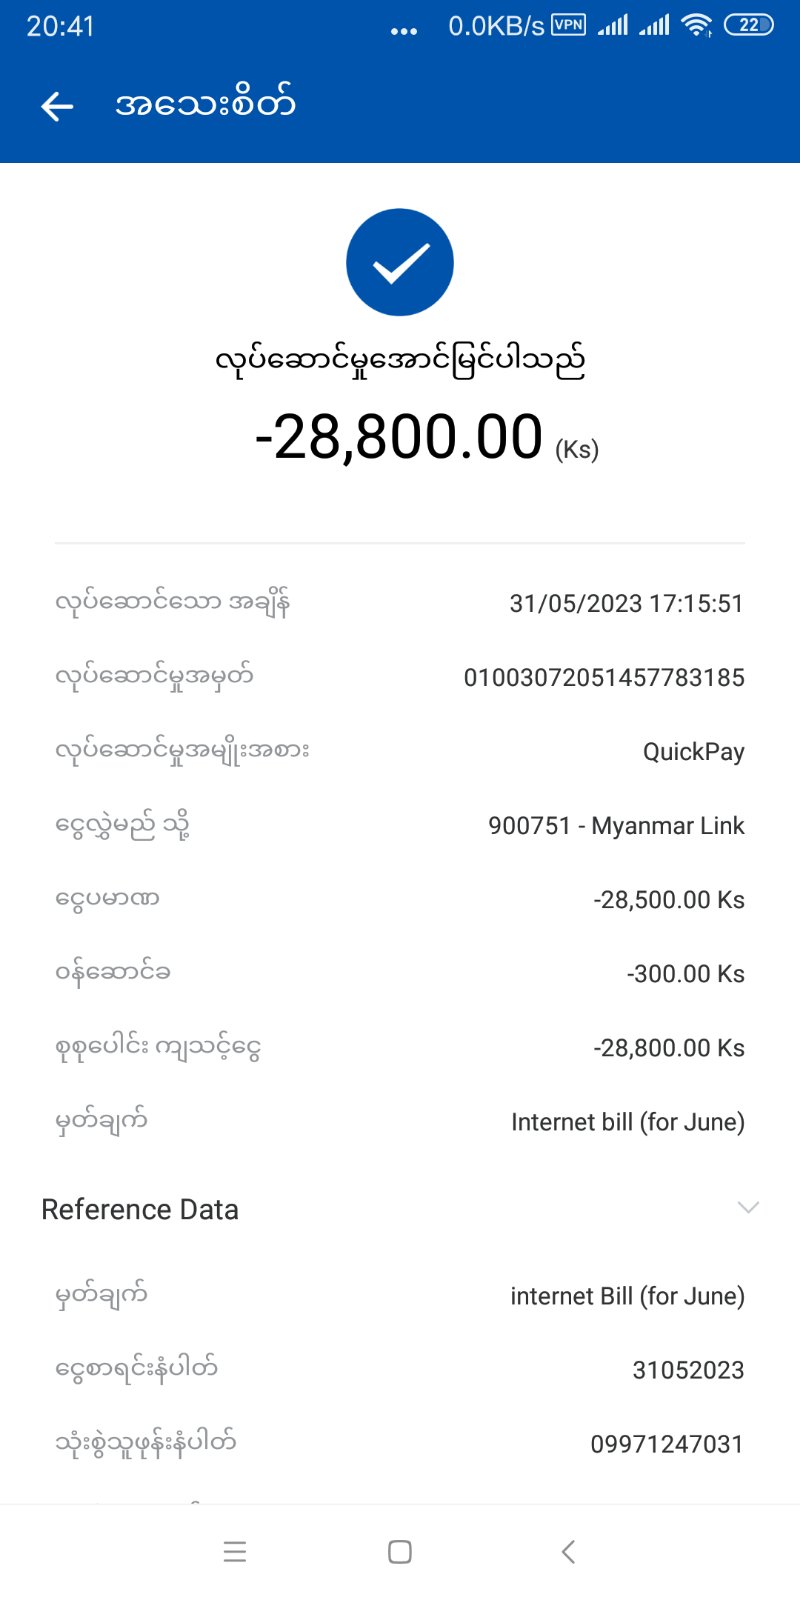 20:41
... 0.0KB/s VPN 22
အသေးစိတ်
လုပ်ဆောင်မှုအောင်မြင်ပါသည်
-28,800.00 (Ks)
လုပ်ဆောင်သော အချိန် 31/05/2023 17:15:51
လုပ်ဆောင်မှုအမှတ် 01003072051457783185
လုပ်ဆောင်မှုအမျိုးအစား QuickPay
ငွေလွှဲမည် သို့ 900751 - Myanmar Link
ငွေပမာဏ -28,500.00 Ks
ဝန်ဆောင်ခ -300.00 Ks
စုစုပေါင်း ကျသင့်ငွေ -28,800.00 Ks
မှတ်ချက် Internet bill (for June)
Reference Data
မှတ်ချက် internet Bill (for June)
ငွေစာရင်းနံပါတ် 31052023
သုံးစွဲသူဖုန်းနံပါတ် 09971247031